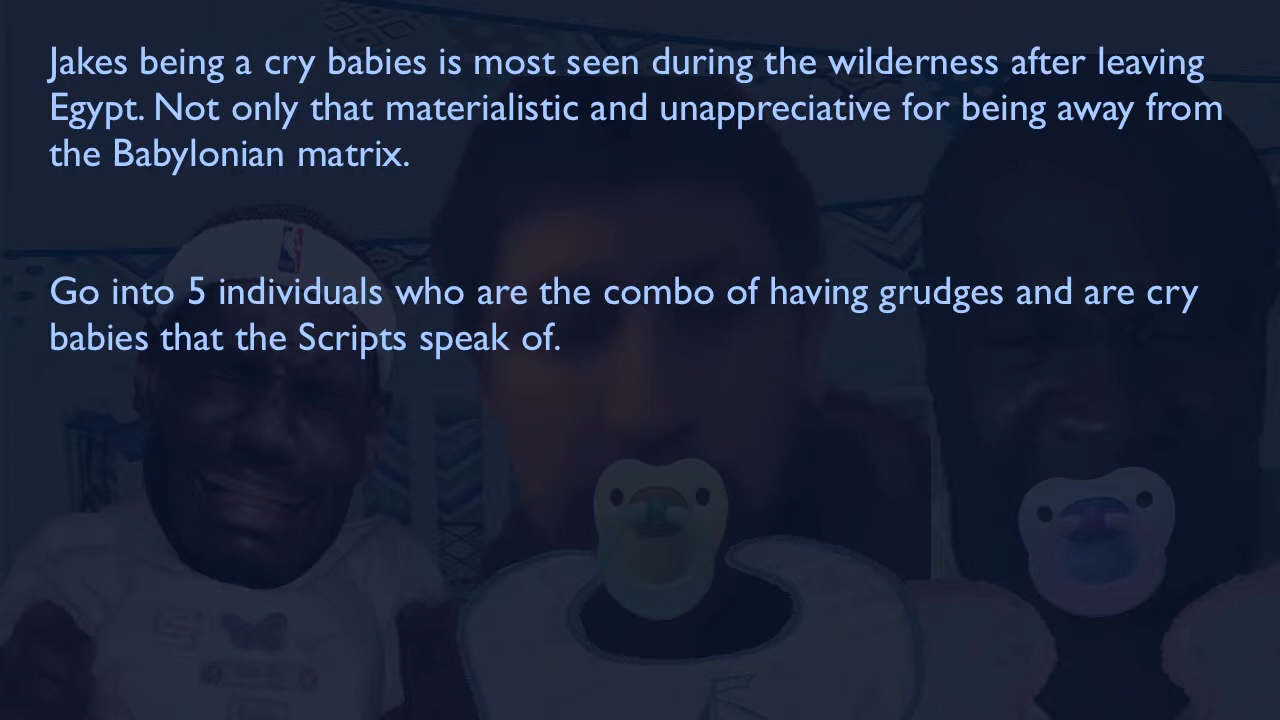 Jakes being a cry babies is most seen during the wilderness after leaving
Egypt. Not only that materialistic and unappreciative for being away from
the Babylonian matrix.
Go into 5 individuals who are the combo of having grudges and are cry
babies that the Scripts speak of.